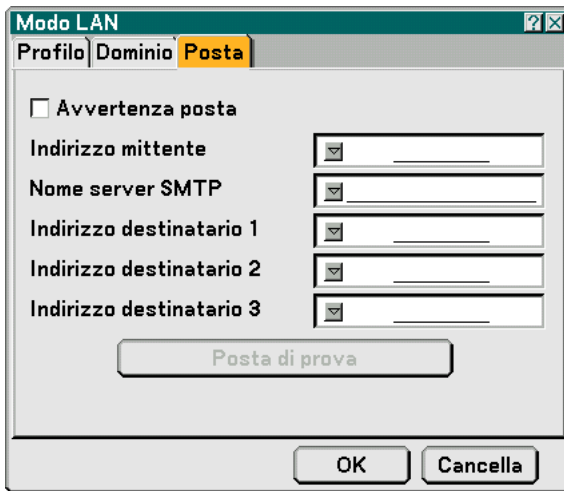 Modo LAN
Profilo Dominio Posta
Avvertenza posta
Indirizzo mittente
Nome server SMTP
Indirizzo destinatario 1
Indirizzo destinatario 2
Indirizzo destinatario 3
Posta di prova
OK Cancella